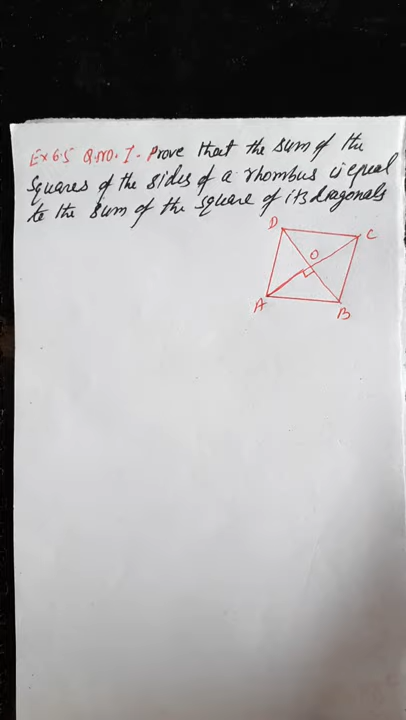 Ex 6.5 Q.NO. 7. Prove that the sum of the
squares of the sides of a rhombus is equal
to the sum of the square of its diagonals
D
C
O
A
B